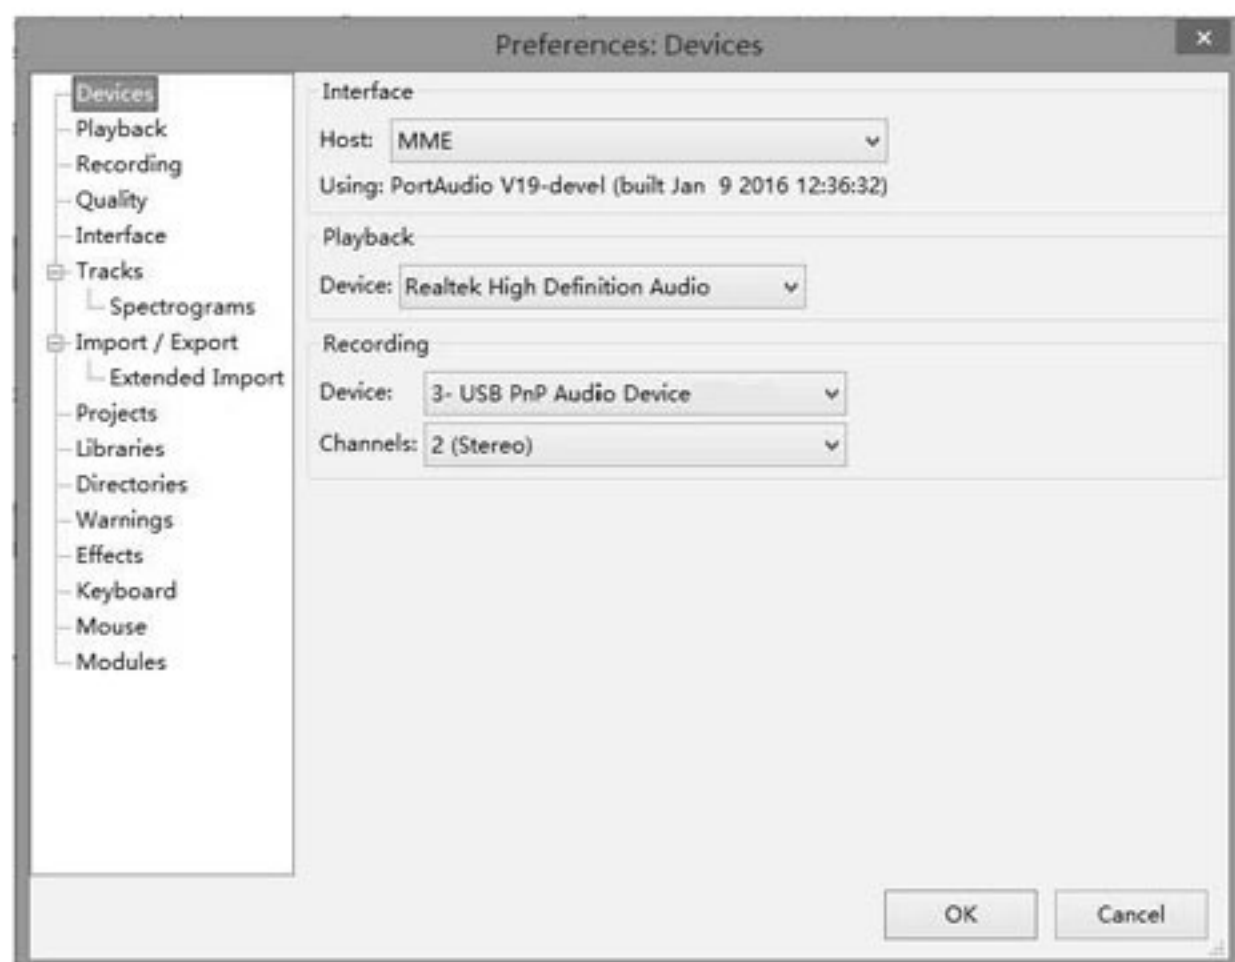 Preferences: Devices
Devices
Playback
Recording
Quality
Interface
Tracks
Spectrograms
Import / Export
Extended Import
Projects
Libraries
Directories
Warnings
Effects
Keyboard
Mouse
Modules
Interface
Host: MME
Using: PortAudio V19-devel (built Jan  9 2016 12:36:32)
Playback
Device: Realtek High Definition Audio
Recording
Device: 3- USB PnP Audio Device
Channels: 2 (Stereo)
OK
Cancel